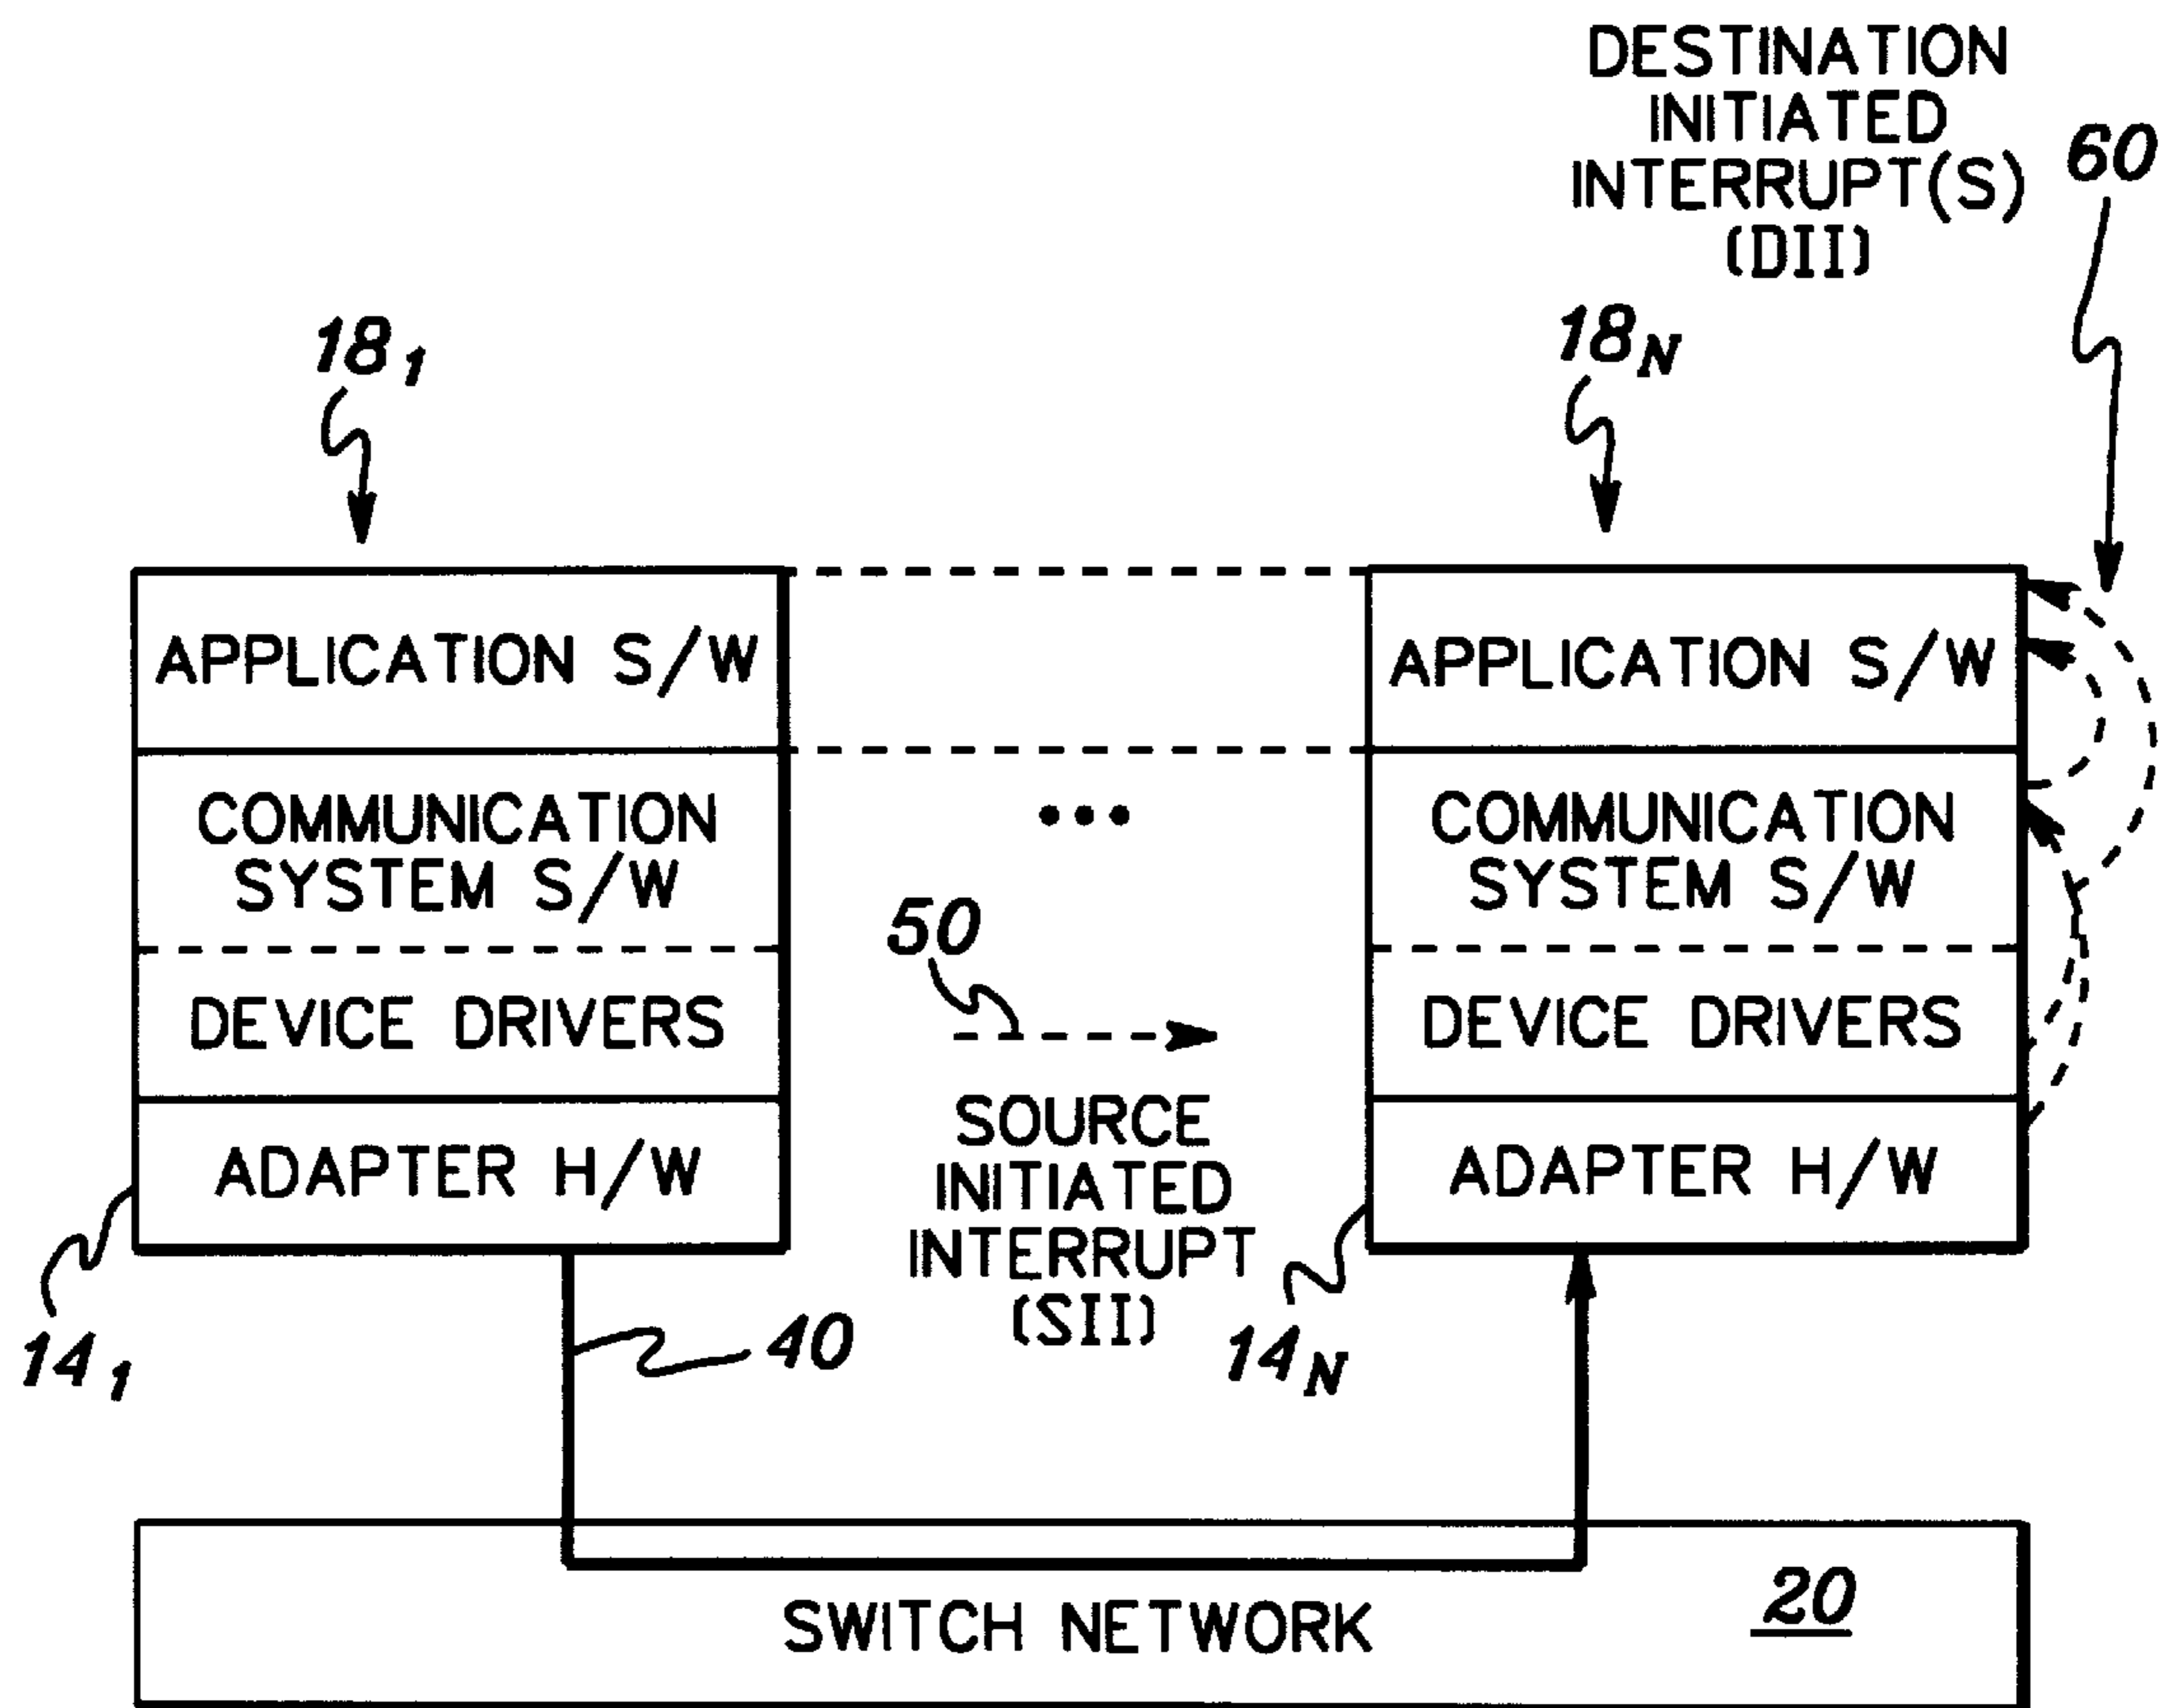 DESTINATION
INITIATED
INTERRUPT(S)
(DII)
60
18₁
18N
APPLICATION S/W
APPLICATION S/W
COMMUNICATION
SYSTEM S/W
•••
COMMUNICATION
SYSTEM S/W
50
DEVICE DRIVERS
DEVICE DRIVERS
SOURCE
INITIATED
INTERRUPT
(SII)
ADAPTER H/W
ADAPTER H/W
14₁
40
14N
SWITCH NETWORK
20